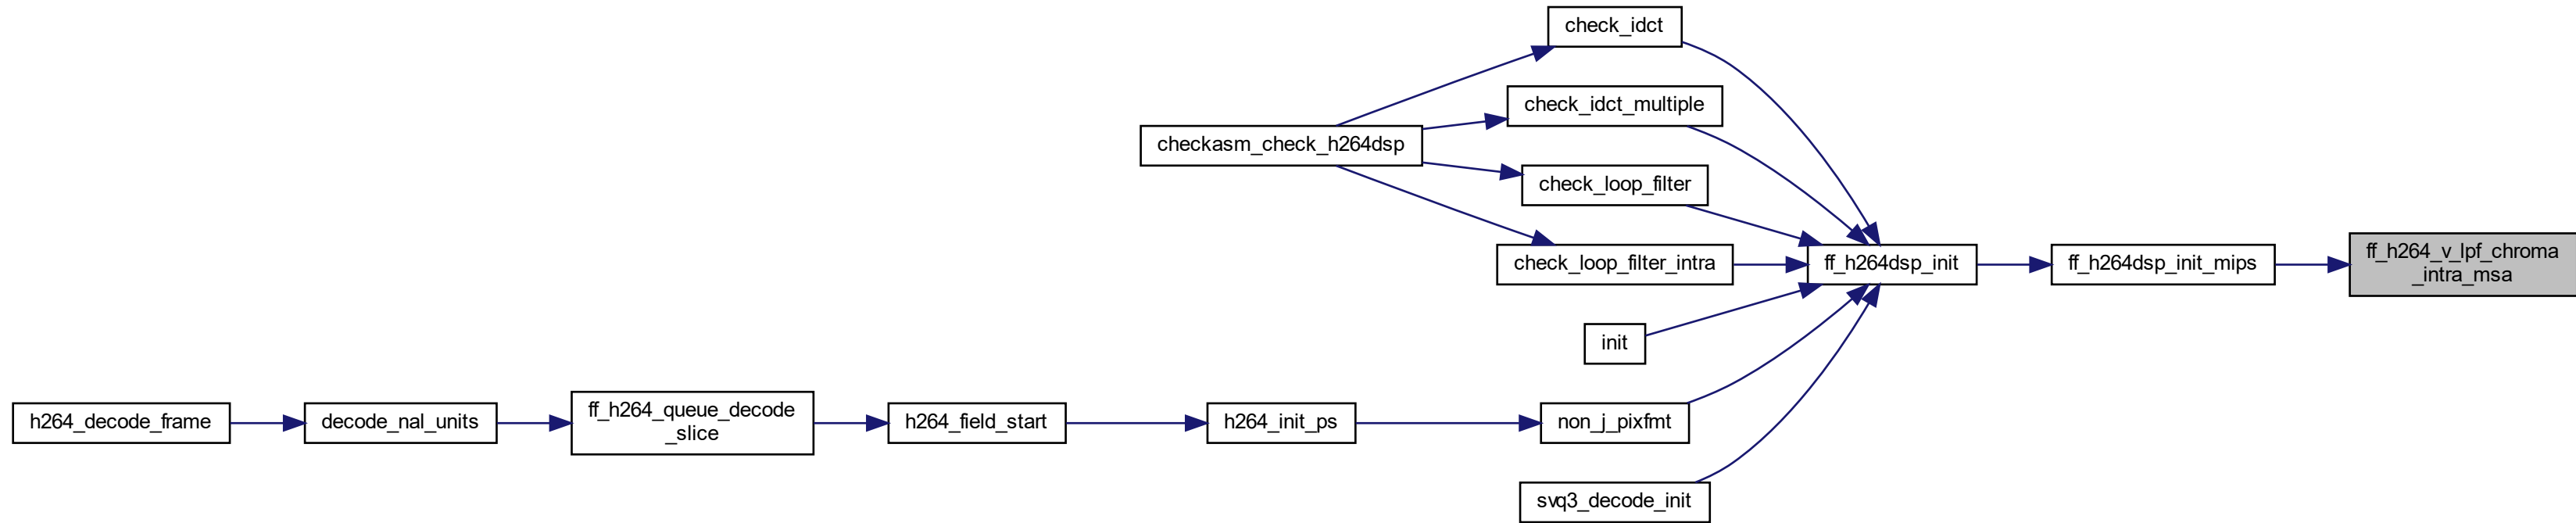 check_idct
check_idct_multiple
checkasm_check_h264dsp
check_loop_filter
check_loop_filter_intra
ff_h264dsp_init
ff_h264dsp_init_mips
ff_h264_v_lpf_chroma
_intra_msa
init
h264_decode_frame
decode_nal_units
ff_h264_queue_decode
_slice
h264_field_start
h264_init_ps
non_j_pixfmt
svq3_decode_init